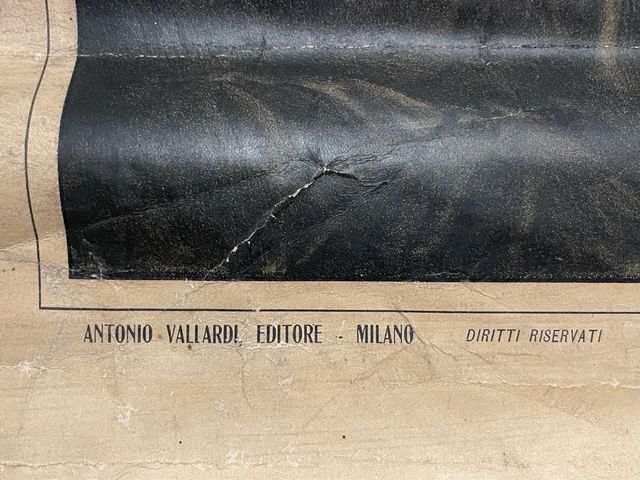 ANTONIO VALLARDI EDITORE - MILANO DIRITTI RISERVATI